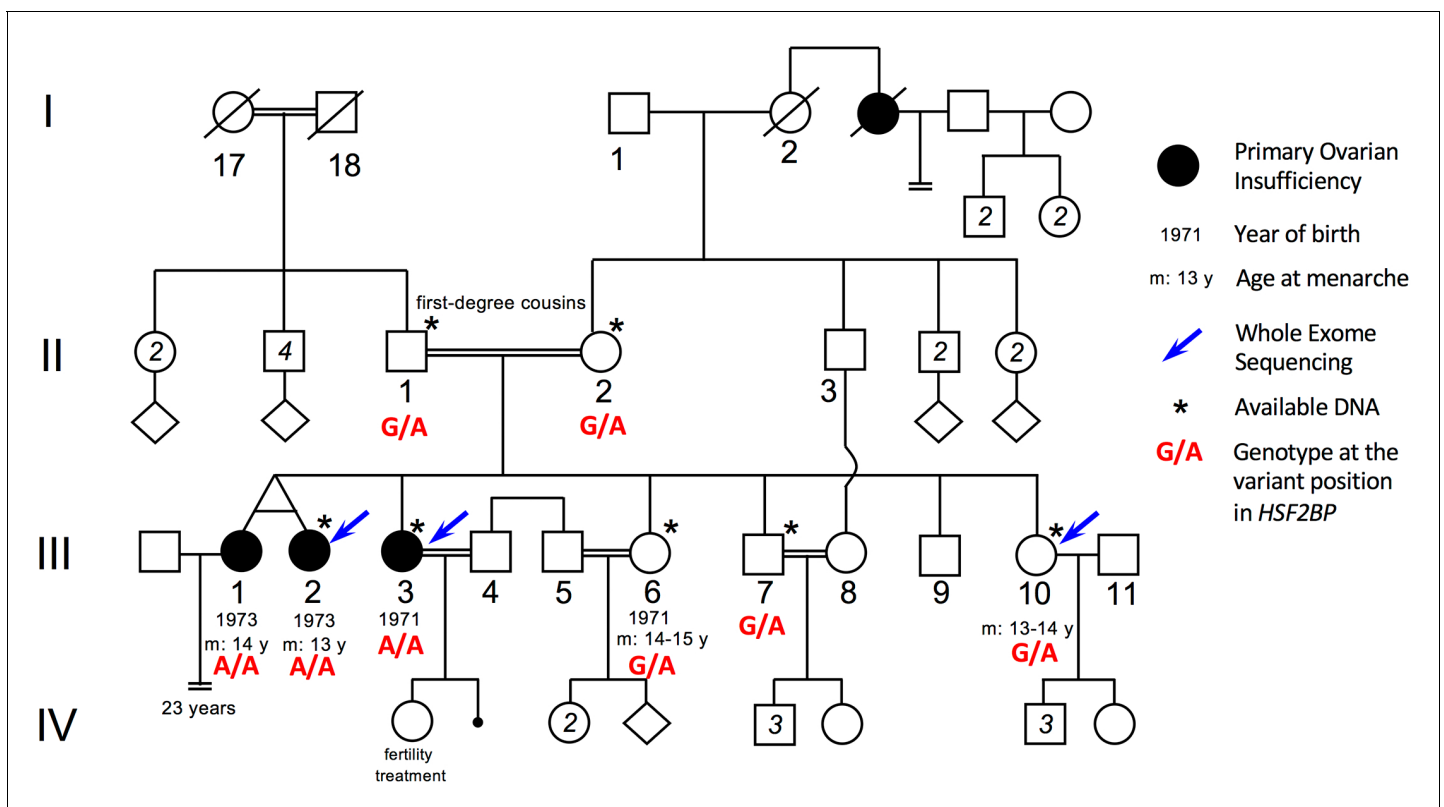 I
17
18
1
2
2
2
Primary Ovarian
Insufficiency
1971
Year of birth
m: 13 y
Age at menarche
Whole Exome
Sequencing
*
Available DNA
G/A
Genotype at the
variant position
in HSF2BP
II
first-degree cousins
*
*
2
4
2
2
1
2
3
G/A
G/A
III
*
*
*
*
*
1
2
3
4
5
6
7
8
9
10
11
1973
1973
1971
1971
m: 14 y
m: 13 y
m: 14-15 y
m: 13-14 y
A/A
A/A
A/A
G/A
G/A
G/A
23 years
IV
2
3
3
fertility
treatment